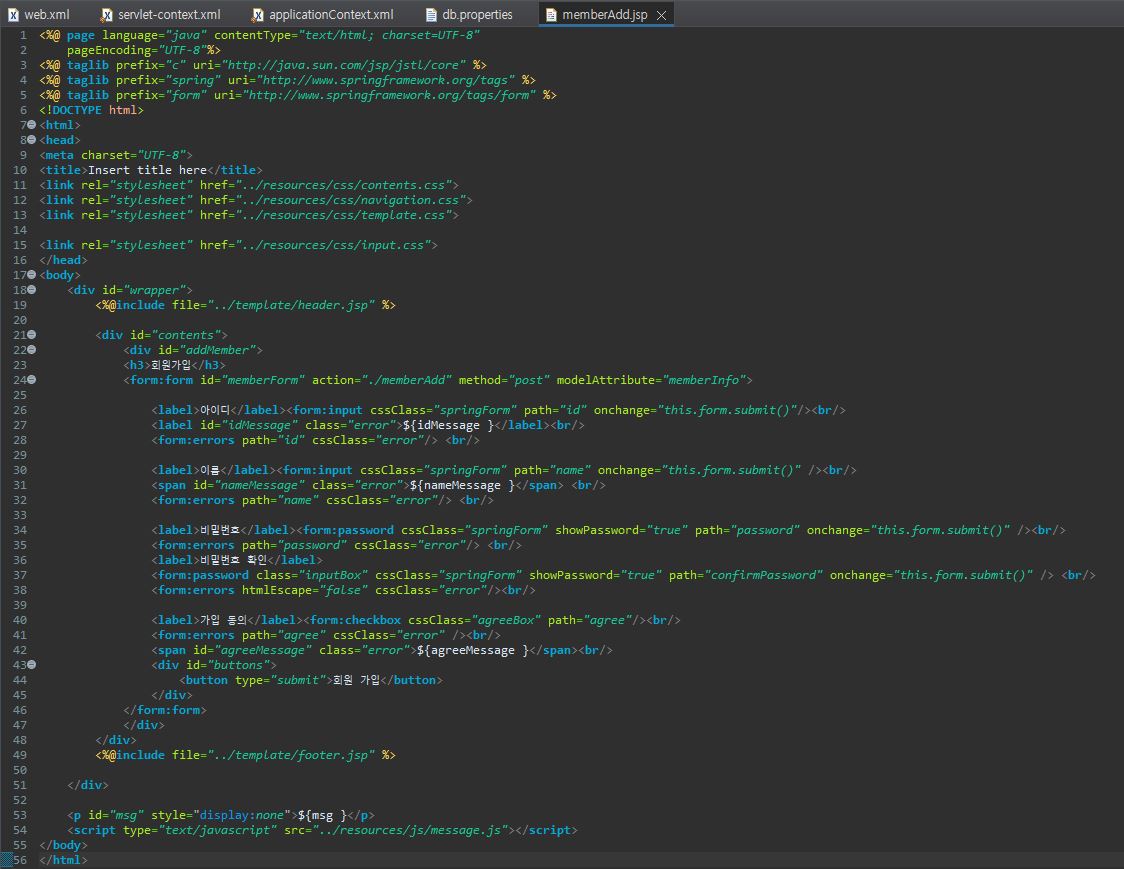 web.xml servlet-context.xml applicationContext.xml db.properties memberAdd.jsp
1 <%@ page language="java" contentType="text/html; charset=UTF-8"
2     pageEncoding="UTF-8"%>
3 <%@ taglib prefix="c" uri="http://java.sun.com/jsp/jstl/core" %>
4 <%@ taglib prefix="spring" uri="http://www.springframework.org/tags" %>
5 <%@ taglib prefix="form" uri="http://www.springframework.org/tags/form" %>
6 <!DOCTYPE html>
7 <html>
8 <head>
9 <meta charset="UTF-8">
10 <title>Insert title here</title>
11 <link rel="stylesheet" href="../resources/css/contents.css">
12 <link rel="stylesheet" href="../resources/css/navigation.css">
13 <link rel="stylesheet" href="../resources/css/template.css">
14
15 <link rel="stylesheet" href="../resources/css/input.css">
16 </head>
17 <body>
18     <div id="wrapper">
19         <%@include file="../template/header.jsp" %>
20
21         <div id="contents">
22             <div id="addMember">
23             <h3>회원가입</h3>
24             <form:form id="memberForm" action="./memberAdd" method="post" modelAttribute="memberInfo">
25
26                 <label>아이디</label><form:input cssClass="springForm" path="id" onchange="this.form.submit()"/><br/>
27                 <label id="idMessage" class="error">${idMessage }</label><br/>
28                 <form:errors path="id" cssClass="error"/> <br/>
29
30                 <label>이름</label><form:input cssClass="springForm" path="name" onchange="this.form.submit()" /><br/>
31                 <span id="nameMessage" class="error">${nameMessage }</span> <br/>
32                 <form:errors path="name" cssClass="error"/> <br/>
33
34                 <label>비밀번호</label><form:password cssClass="springForm" showPassword="true" path="password" onchange="this.form.submit()" /><br/>
35                 <form:errors path="password" cssClass="error"/> <br/>
36                 <label>비밀번호 확인</label>
37                 <form:password class="inputBox" cssClass="springForm" showPassword="true" path="confirmPassword" onchange="this.form.submit()" /> <br/>
38                 <form:errors htmlEscape="false" cssClass="error"/><br/>
39
40                 <label>가입 동의</label><form:checkbox cssClass="agreeBox" path="agree"/><br/>
41                 <form:errors path="agree" cssClass="error" /><br/>
42                 <span id="agreeMessage" class="error">${agreeMessage }</span><br/>
43                 <div id="buttons">
44                     <button type="submit">회원 가입</button>
45                 </div>
46             </form:form>
47             </div>
48         </div>
49         <%@include file="../template/footer.jsp" %>
50
51     </div>
52
53     <p id="msg" style="display:none">${msg }</p>
54     <script type="text/javascript" src="../resources/js/message.js"></script>
55 </body>
56 </html>